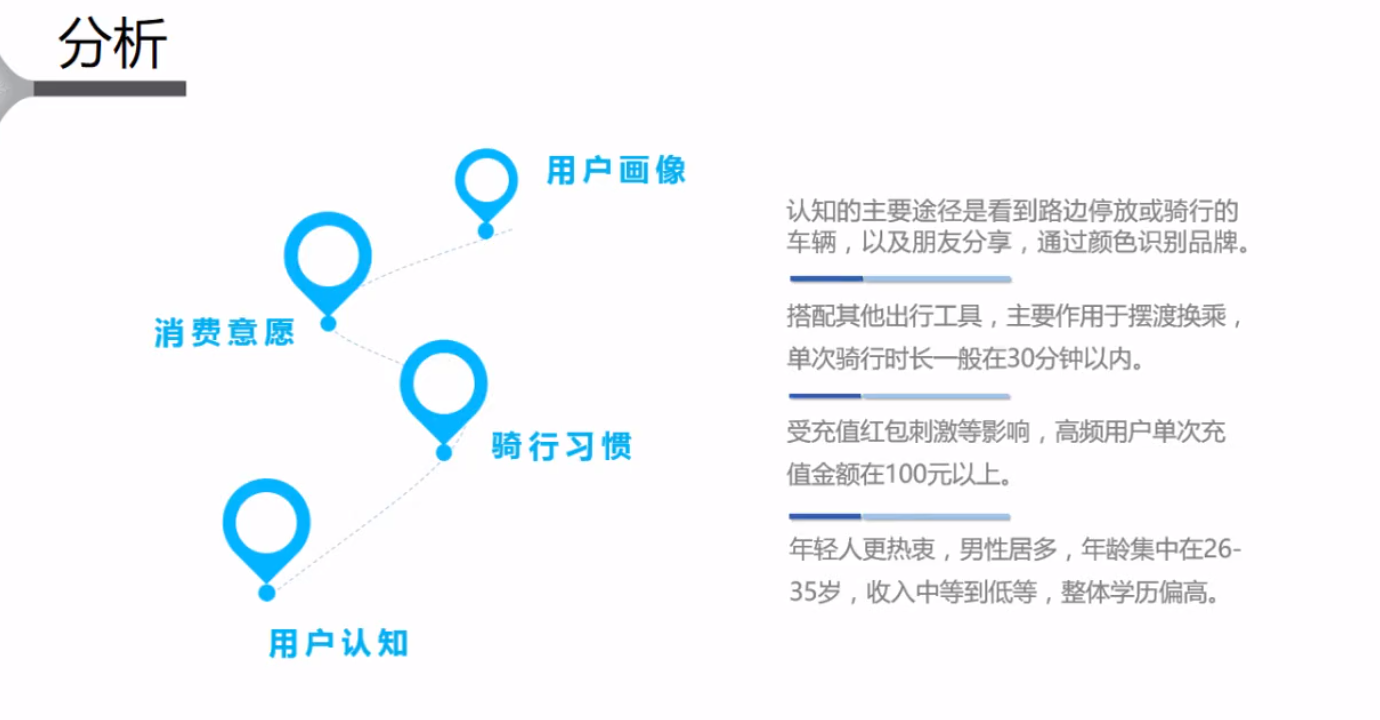 分析
用户画像
消费意愿
骑行习惯
用户认知
认知的主要途径是看到路边停放或骑行的
车辆，以及朋友分享，通过颜色识别品牌。
搭配其他出行工具，主要作用于摆渡换乘，
单次骑行时长一般在30分钟以内。
受充值红包刺激等影响，高频用户单次充
值金额在100元以上。
年轻人更热衷，男性居多，年龄集中在26-
35岁，收入中等到低等，整体学历偏高。